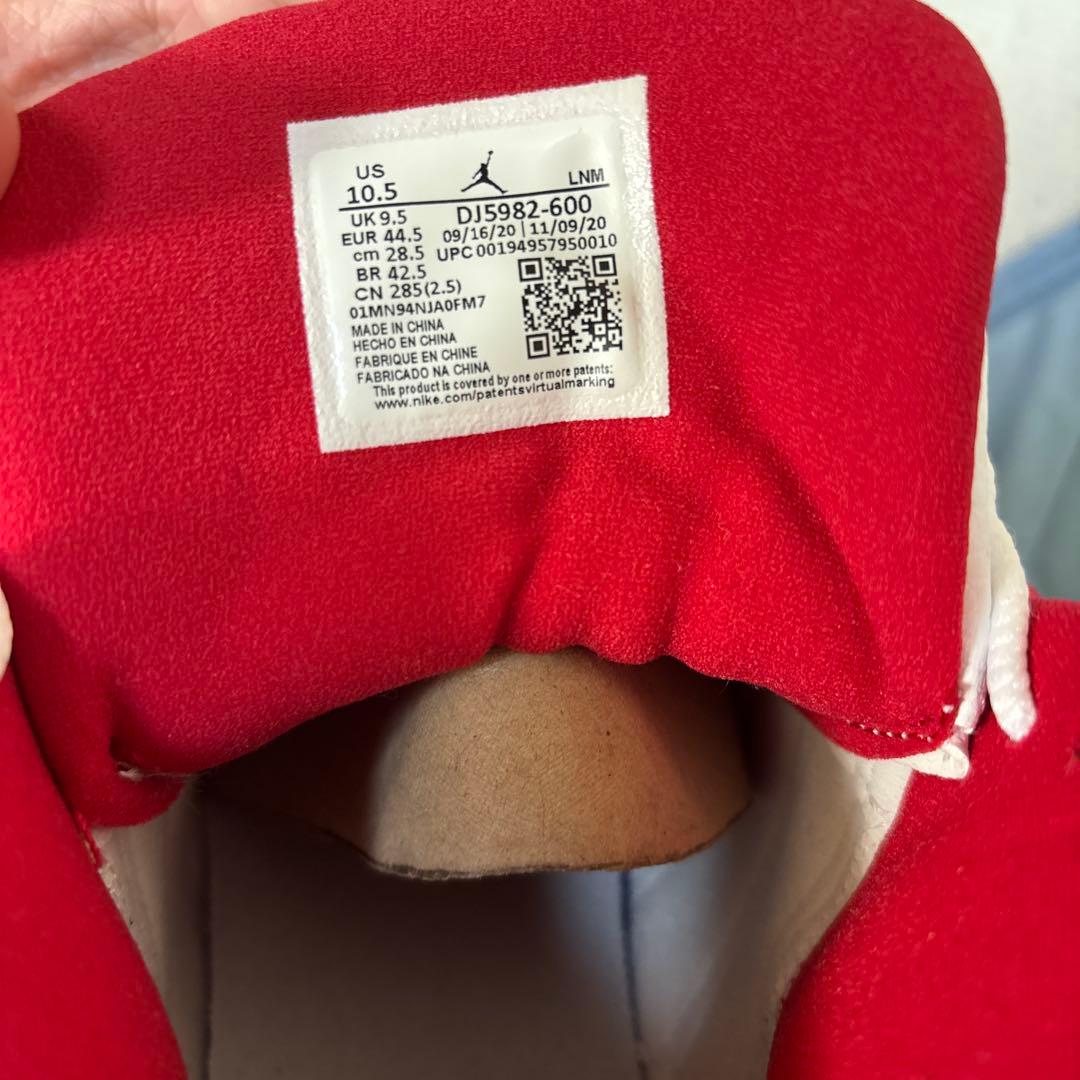 US
10.5
LNM
UK 9.5
DJ5982-600
EUR 44.5
09/16/20 | 11/09/20
cm 28.5
UPC 00194957950010
BR 42.5
CN 285(2.5)
01MN94NJA0FM7
MADE IN CHINA
HECHO EN CHINA
FABRIQUE EN CHINE
FABRICADO NA CHINA
This product is covered by one or more patents:
www.nike.com/patentsvirtualmarking